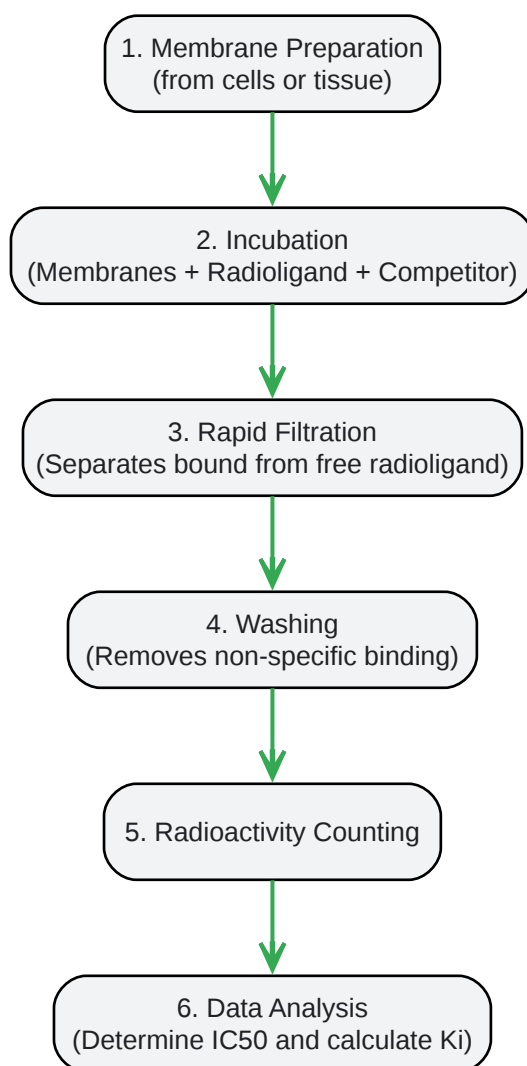 1. Membrane Preparation
(from cells or tissue)
2. Incubation
(Membranes + Radioligand + Competitor)
3. Rapid Filtration
(Separates bound from free radioligand)
4. Washing
(Removes non-specific binding)
5. Radioactivity Counting
6. Data Analysis
(Determine IC50 and calculate Ki)